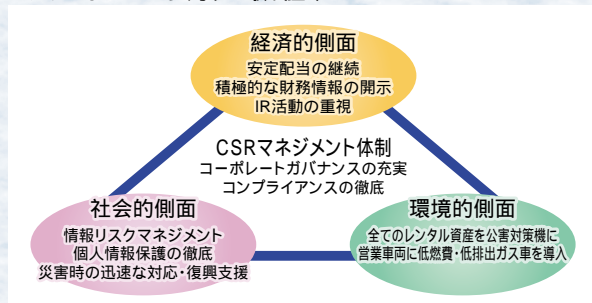 経済的側面
安定配当の継続
積極的な財務情報の開示
IR活動の重視
CSRマネジメント体制
コーポレートガバナンスの充実
コンプライアンスの徹底
社会的側面
情報リスクマネジメント
個人情報保護の徹底
災害時の迅速な対応・復興支援
環境的側面
全てのレンタル資産を公害対策機に
営業車両に低燃費・低排出ガス車を導入